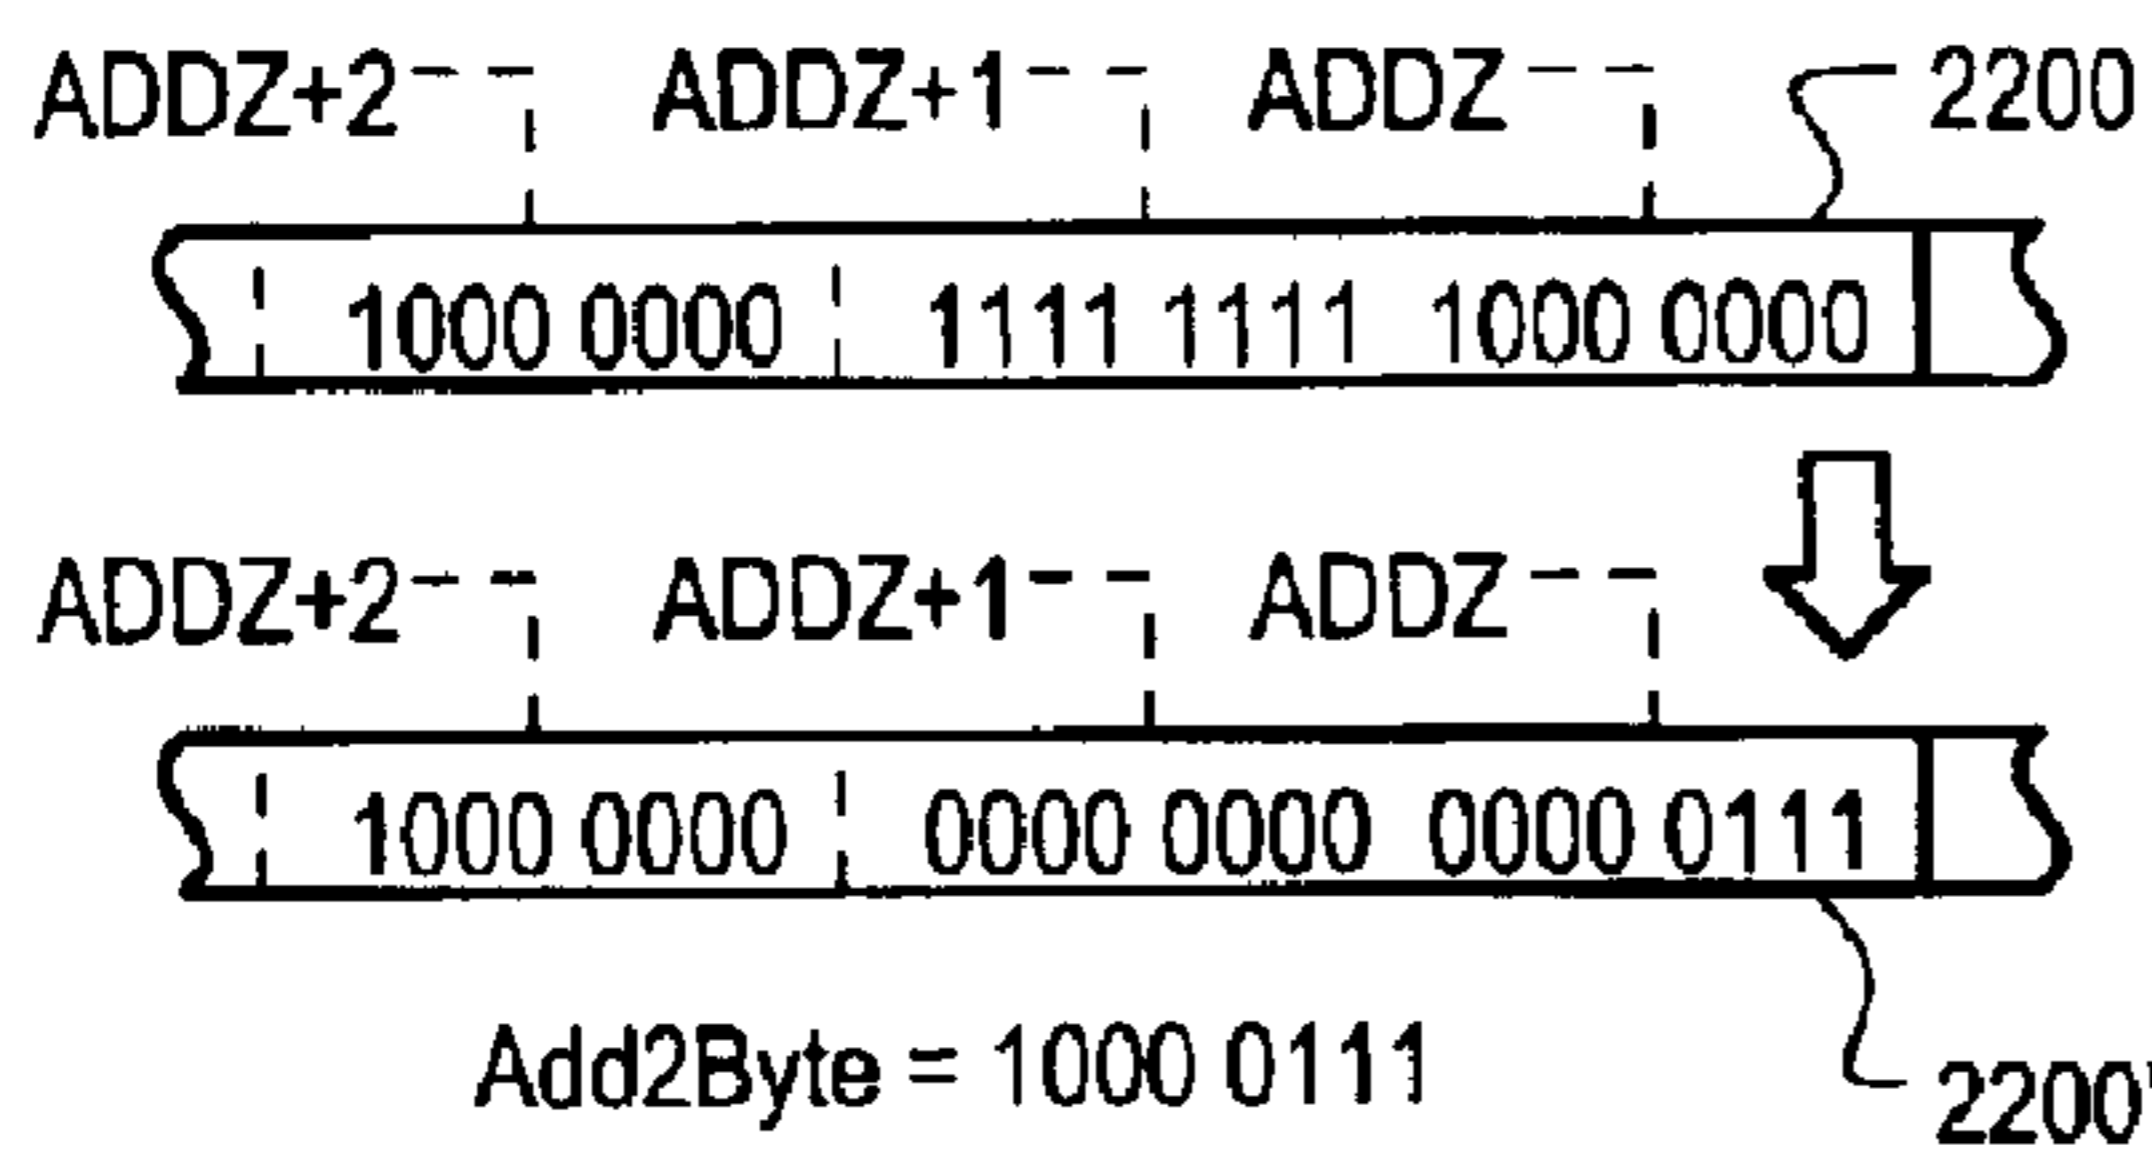 ADDZ+2 ADDZ+1 ADDZ 2200
1000 0000 1111 1111 1000 0000
ADDZ+2 ADDZ+1 ADDZ
1000 0000 0000 0000 0000 0111
Add2Byte = 1000 0111 2200'